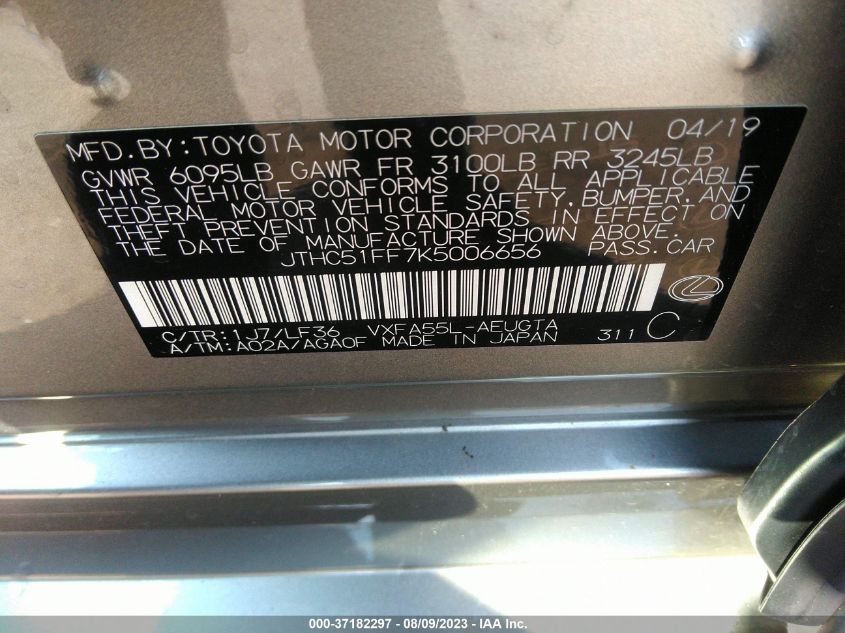 MFD.BY:TOYOTA MOTOR CORPORATION 04/19
GVWR 6095LB GAWR FR 3100LB RR 3245LB
THIS VEHICLE CONFORMS TO ALL APPLICABLE
FEDERAL MOTOR VEHICLE SAFETY,BUMPER,AND
THEFT PREVENTION STANDARDS IN EFFECT ON
THE DATE OF MANUFACTURE SHOWN ABOVE.
JTHC51FF7K5006656 PASS.CAR
C/TR:1J7/LF36 VXFA55L-AEUGTA
A/TM:A02A/AGA0F MADE IN JAPAN 311 C
000-37182297 - 08/09/2023 - IAA Inc.